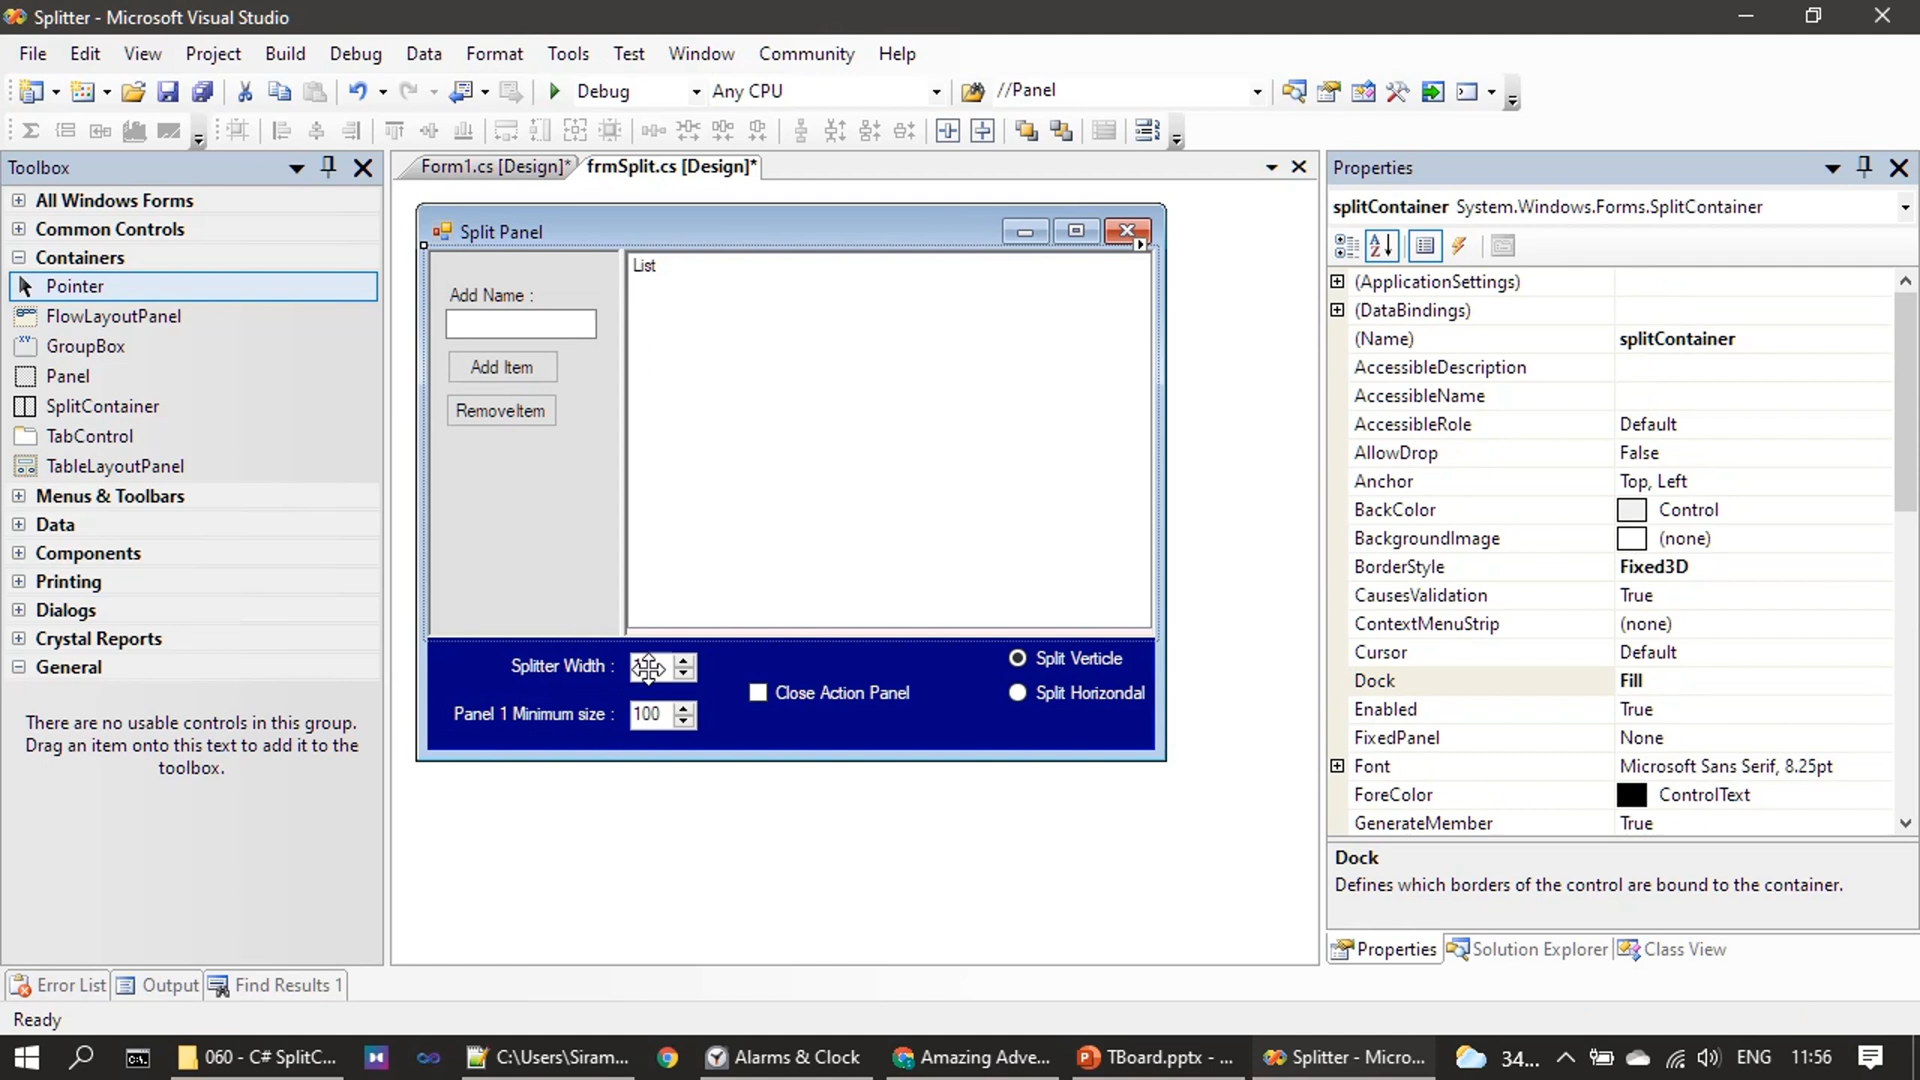 Splitter - Microsoft Visual Studio
File Edit View Project Build Debug Data Format Tools Test Window Community Help
Debug Any CPU //Panel
Toolbox
All Windows Forms
Common Controls
Containers
Pointer
FlowLayoutPanel
GroupBox
Panel
SplitContainer
TabControl
TableLayoutPanel
Menus & Toolbars
Data
Components
Printing
Dialogs
Crystal Reports
General
There are no usable controls in this group.
Drag an item onto this text to add it to the
toolbox.
Form1.cs [Design]* frmSplit.cs [Design]*
Split Panel
Add Name :
Add Item
RemoveItem
List
Splitter Width :
Panel 1 Minimum size : 100
Close Action Panel
Split Verticle
Split Horizondal
Properties
splitContainer System.Windows.Forms.SplitContainer
(ApplicationSettings)
(DataBindings)
(Name) splitContainer
AccessibleDescription
AccessibleName
AccessibleRole Default
AllowDrop False
Anchor Top, Left
BackColor Control
BackgroundImage (none)
BorderStyle Fixed3D
CausesValidation True
ContextMenuStrip (none)
Cursor Default
Dock Fill
Enabled True
FixedPanel None
Font Microsoft Sans Serif, 8.25pt
ForeColor ControlText
GenerateMember True
Dock
Defines which borders of the control are bound to the container.
Properties Solution Explorer Class View
Error List Output Find Results 1
Ready
060 - C# SplitC... C:\Users\Siram... Alarms & Clock Amazing Adve... TBoard.pptx - ... Splitter - Micro... 34... ENG 11:56